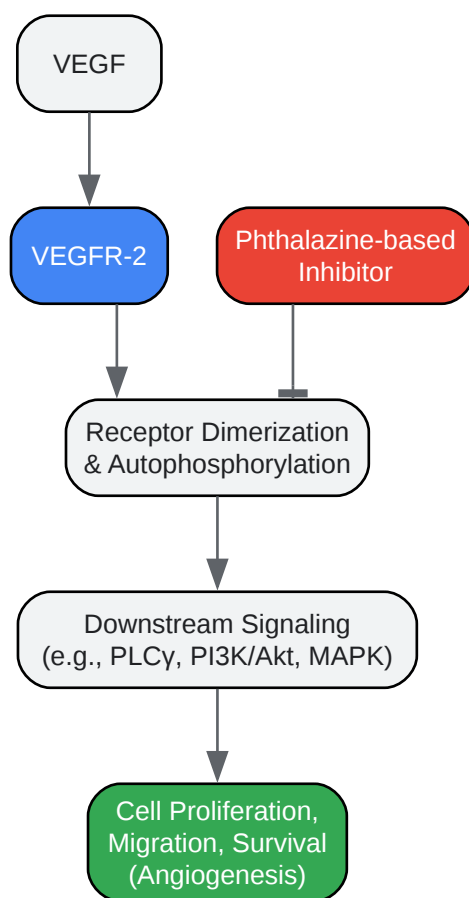 VEGF
VEGFR-2
Phthalazine-based
Inhibitor
Receptor Dimerization
& Autophosphorylation
Downstream Signaling
(e.g., PLCγ, PI3K/Akt, MAPK)
Cell Proliferation,
Migration, Survival
(Angiogenesis)